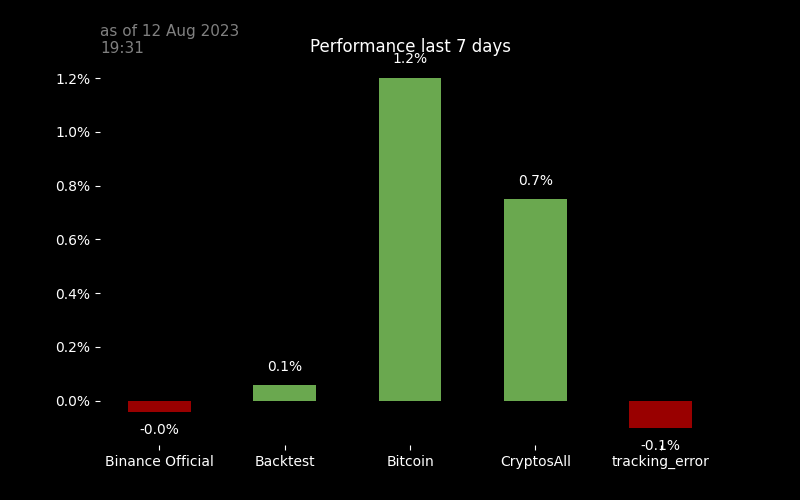 as of 12 Aug 2023
19:31
Performance last 7 days
1.2%
1.2%
1.0%
0.8%
0.7%
0.6%
0.4%
0.2%
0.1%
0.0%
-0.0%
-0.1%
Binance Official
Backtest
Bitcoin
CryptosAll
tracking_error